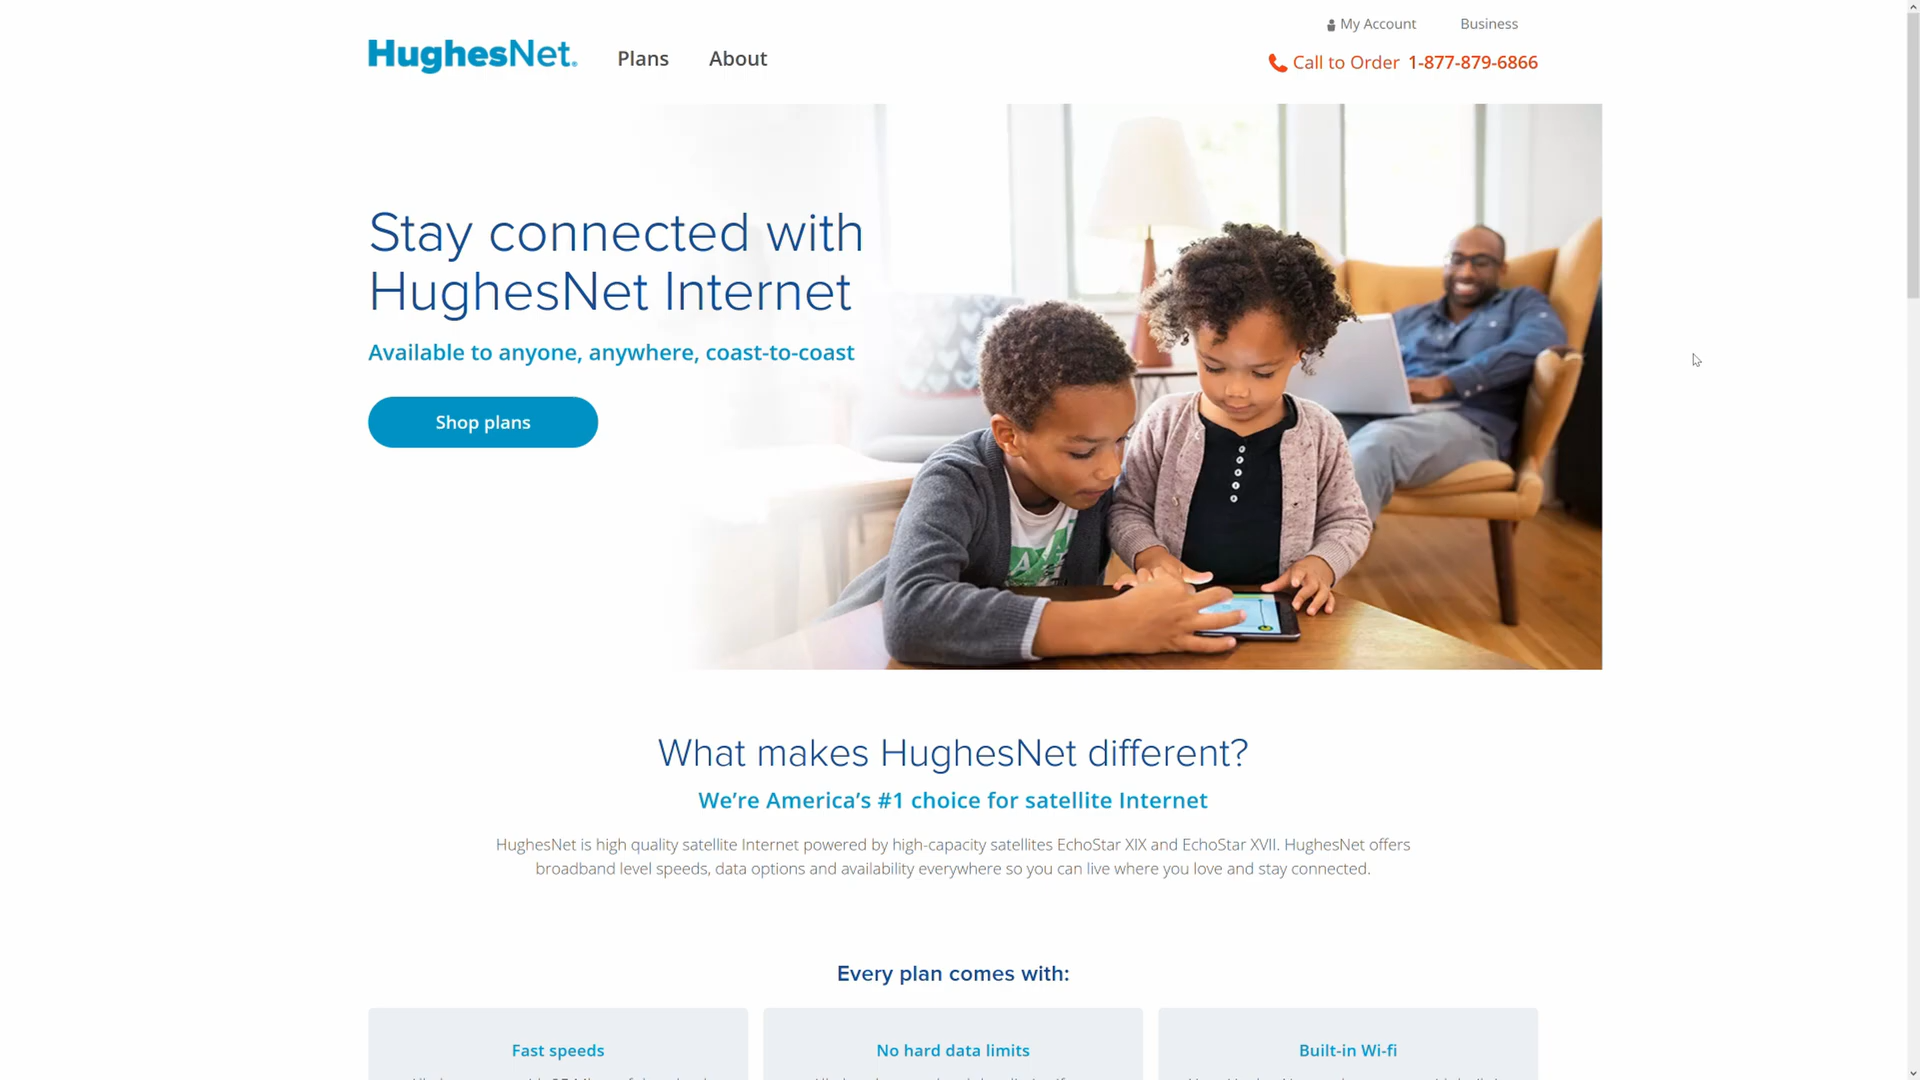 My Account Business
HughesNet. Plans About
Call to Order 1-877-879-6866
Stay connected with
HughesNet Internet
Available to anyone, anywhere, coast-to-coast
Shop plans
What makes HughesNet different?
We’re America’s #1 choice for satellite Internet
HughesNet is high quality satellite Internet powered by high-capacity satellites EchoStar XIX and EchoStar XVII. HughesNet offers
broadband level speeds, data options and availability everywhere so you can live where you love and stay connected.
Every plan comes with:
Fast speeds
No hard data limits
Built-in Wi-fi